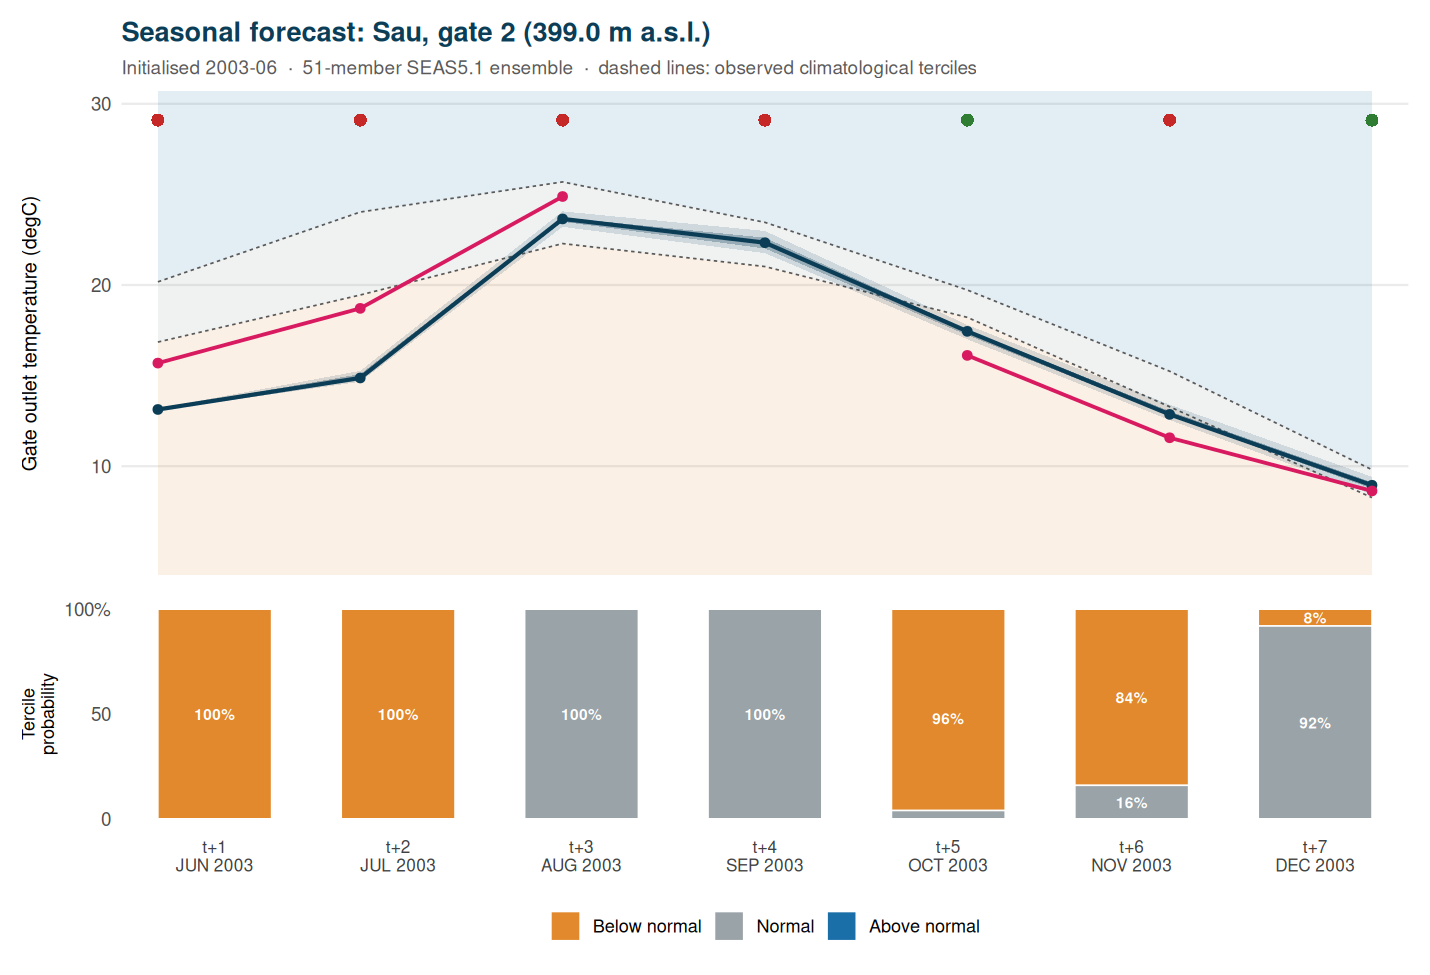 Seasonal forecast: Sau, gate 2 (399.0 m a.s.l.)
Initialised 2003-06 · 51-member SEAS5.1 ensemble · dashed lines: observed climatological terciles
Gate outlet temperature (degC)
30
20
10
Tercile
probability
100%
50
0
100%
100%
100%
100%
96%
84%
16%
8%
92%
t+1
JUN 2003
t+2
JUL 2003
t+3
AUG 2003
t+4
SEP 2003
t+5
OCT 2003
t+6
NOV 2003
t+7
DEC 2003
Below normal
Normal
Above normal